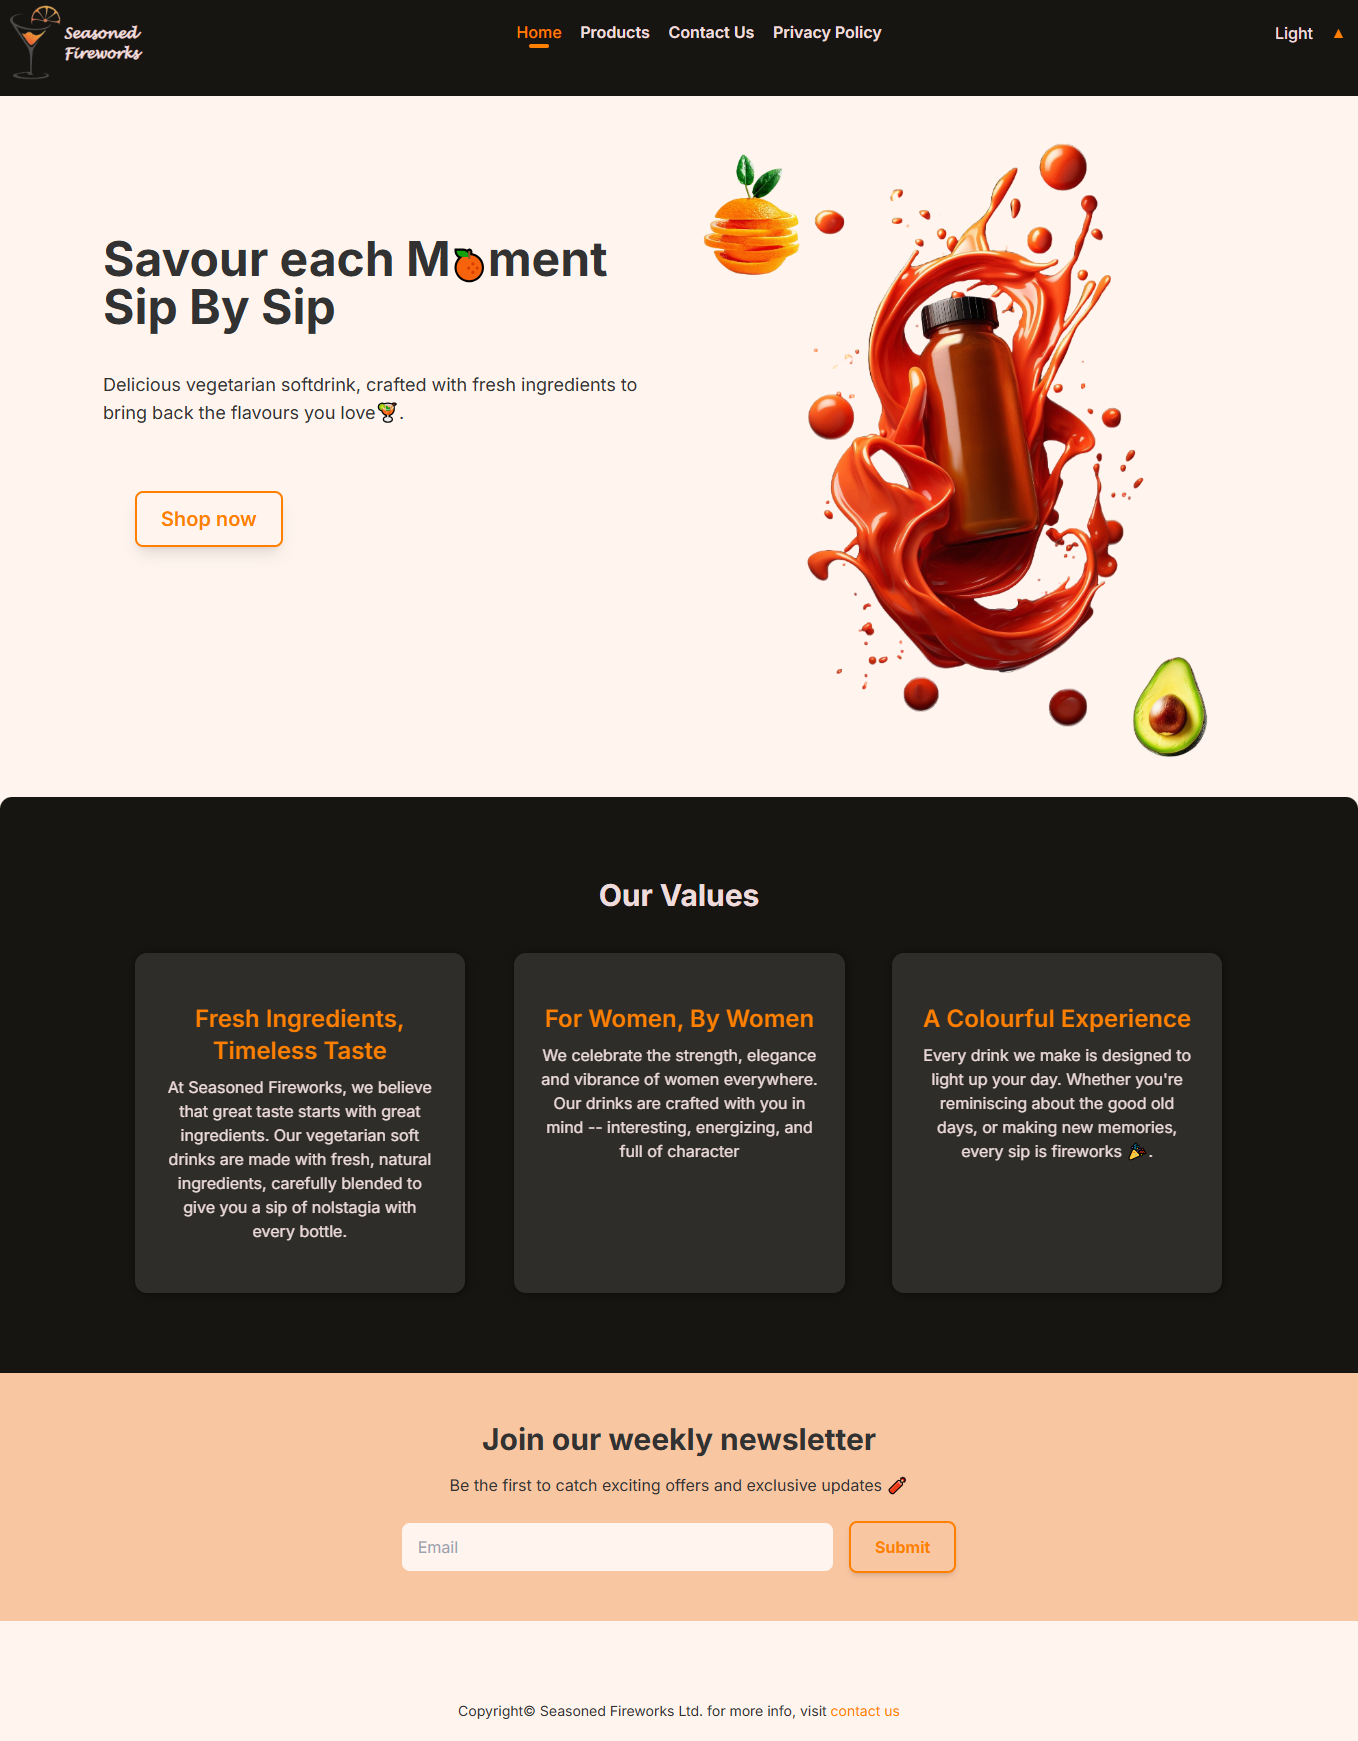 Seasoned
Fireworks
Home Products Contact Us Privacy Policy
Light ▲
Savour each M🍊ment
Sip By Sip
Delicious vegetarian softdrink, crafted with fresh ingredients to
bring back the flavours you love🍹.
Shop now
Our Values
Fresh Ingredients,
Timeless Taste
At Seasoned Fireworks, we believe
that great taste starts with great
ingredients. Our vegetarian soft
drinks are made with fresh, natural
ingredients, carefully blended to
give you a sip of nolstagia with
every bottle.
For Women, By Women
We celebrate the strength, elegance
and vibrance of women everywhere.
Our drinks are crafted with you in
mind -- interesting, energizing, and
full of character
A Colourful Experience
Every drink we make is designed to
light up your day. Whether you're
reminiscing about the good old
days, or making new memories,
every sip is fireworks 🎉.
Join our weekly newsletter
Be the first to catch exciting offers and exclusive updates 🧨
Email
Submit
Copyright© Seasoned Fireworks Ltd. for more info, visit contact us